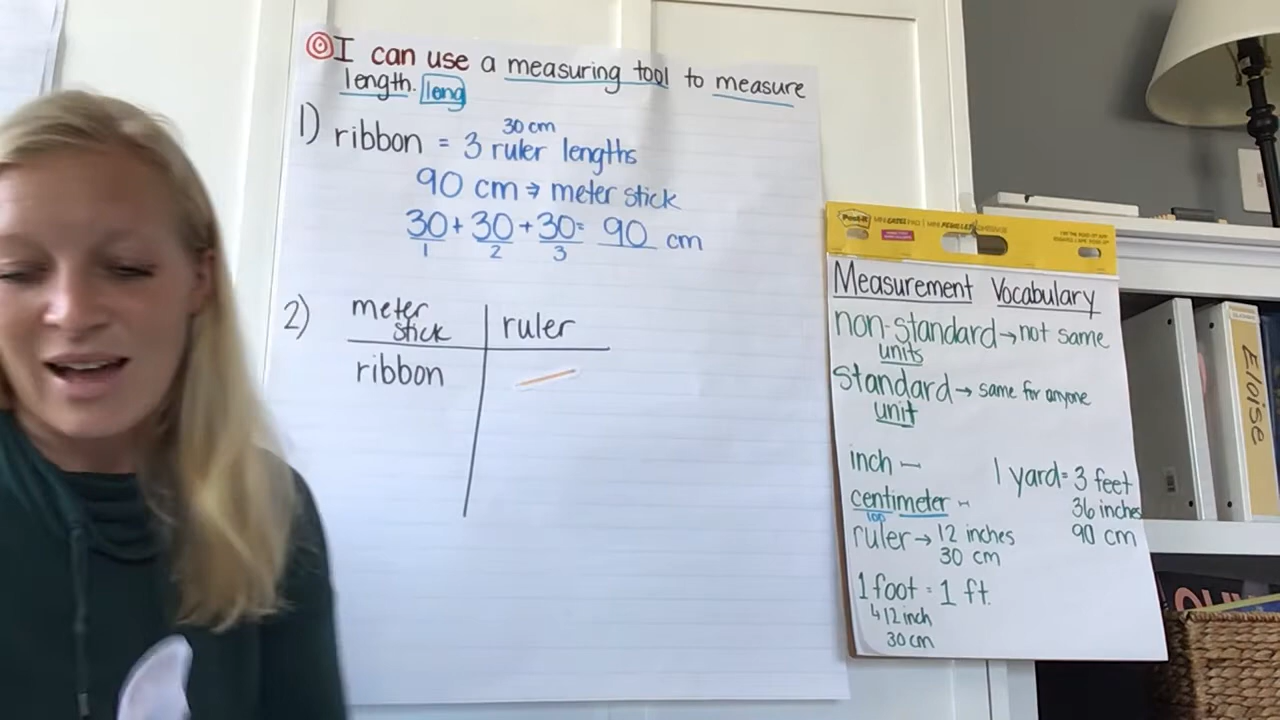 I can use a measuring tool to measure
length. long
1) ribbon = 3 ruler lengths
30 cm
90 cm → meter stick
30 + 30 + 30 = 90 cm
1 2 3
2) meter stick | ruler
ribbon
Post-it
Measurement Vocabulary
non-standard → not same
units
standard → same for anyone
unit
inch
centimeter
100
ruler → 12 inches
30 cm
1 foot = 1 ft.
12 inch
30 cm
1 yard = 3 feet
36 inches
90 cm
Eloise